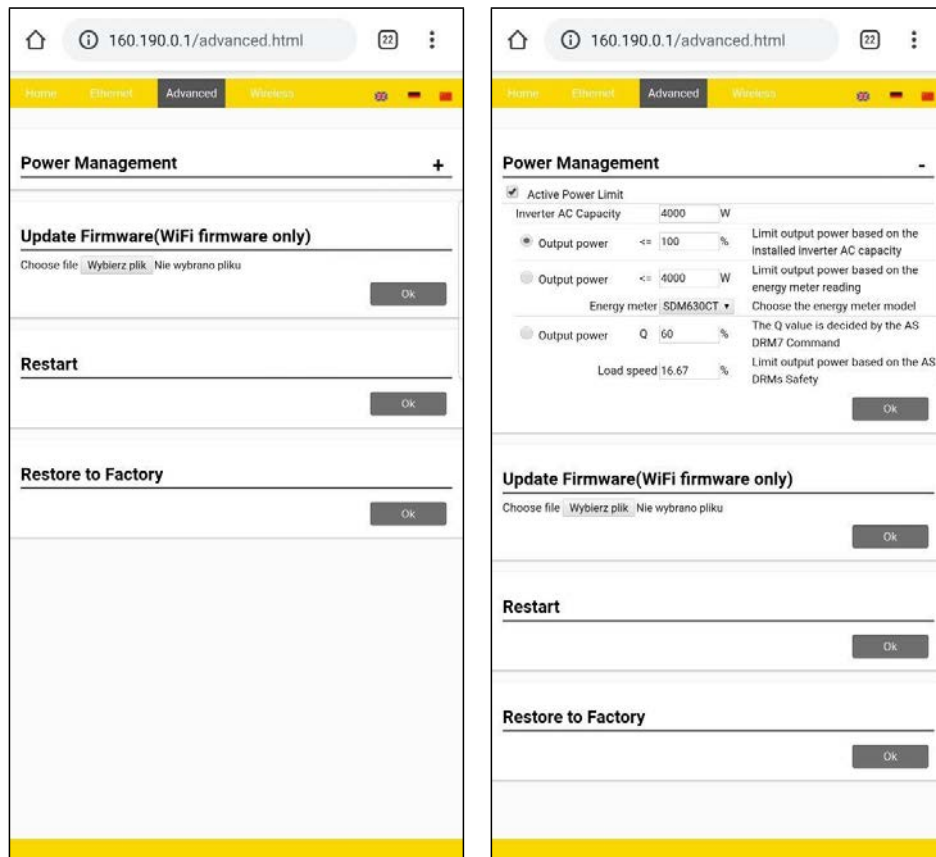 160.190.0.1/advanced.html 22
Home Ethernet Advanced Wireless
Power Management +
Update Firmware(WiFi firmware only)
Choose file Wybierz plik Nie wybrano pliku
Ok
Restart
Ok
Restore to Factory
Ok
160.190.0.1/advanced.html 22
Home Ethernet Advanced Wireless
Power Management -
Active Power Limit
Inverter AC Capacity 4000 W
Output power <= 100 % Limit output power based on the
installed inverter AC capacity
Output power <= 4000 W Limit output power based on the
energy meter reading
Energy meter SDM630CT Choose the energy meter model
Output power Q 60 % The Q value is decided by the AS
DRM7 Command
Load speed 16.67 % Limit output power based on the AS
DRMs Safety
Ok
Update Firmware(WiFi firmware only)
Choose file Wybierz plik Nie wybrano pliku
Ok
Restart
Ok
Restore to Factory
Ok